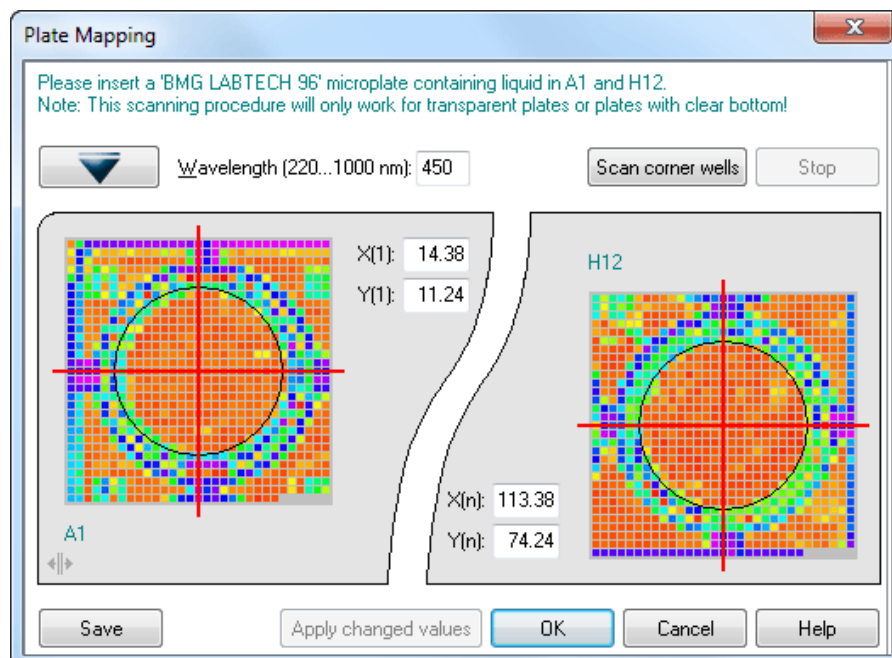 Plate Mapping
Please insert a 'BMG LABTECH 96' microplate containing liquid in A1 and H12.
Note: This scanning procedure will only work for transparent plates or plates with clear bottom!
Wavelength (220...1000 nm): 450 Scan corner wells Stop
X(1): 14.38
Y(1): 11.24
H12
X(n): 113.38
Y(n): 74.24
A1
Save Apply changed values OK Cancel Help